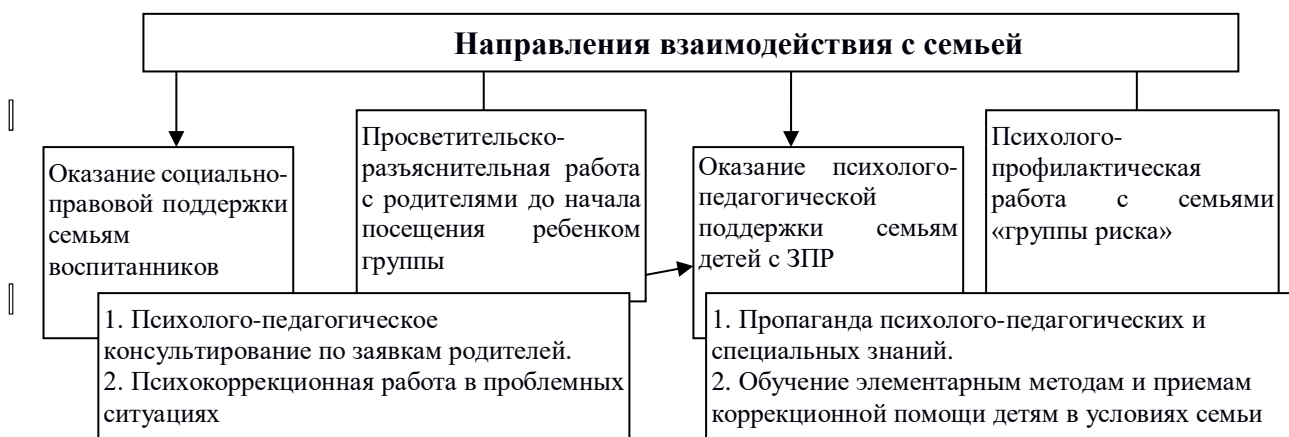 Направления взаимодействия с семьей
Оказание социально-
правовой поддержки
семьям
воспитанников
Просветительско-
разъяснительная работа
с родителями до начала
посещения ребенком
группы
Оказание психолого-
педагогической
поддержки семьям
детей с ЗПР
Психолого-
профилактическая
работа с семьями
«группы риска»
1. Психолого-педагогическое
консультирование по заявкам родителей.
2. Психокоррекционная работа в проблемных
ситуациях
1. Пропаганда психолого-педагогических и
специальных знаний.
2. Обучение элементарным методам и приемам
коррекционной помощи детям в условиях семьи